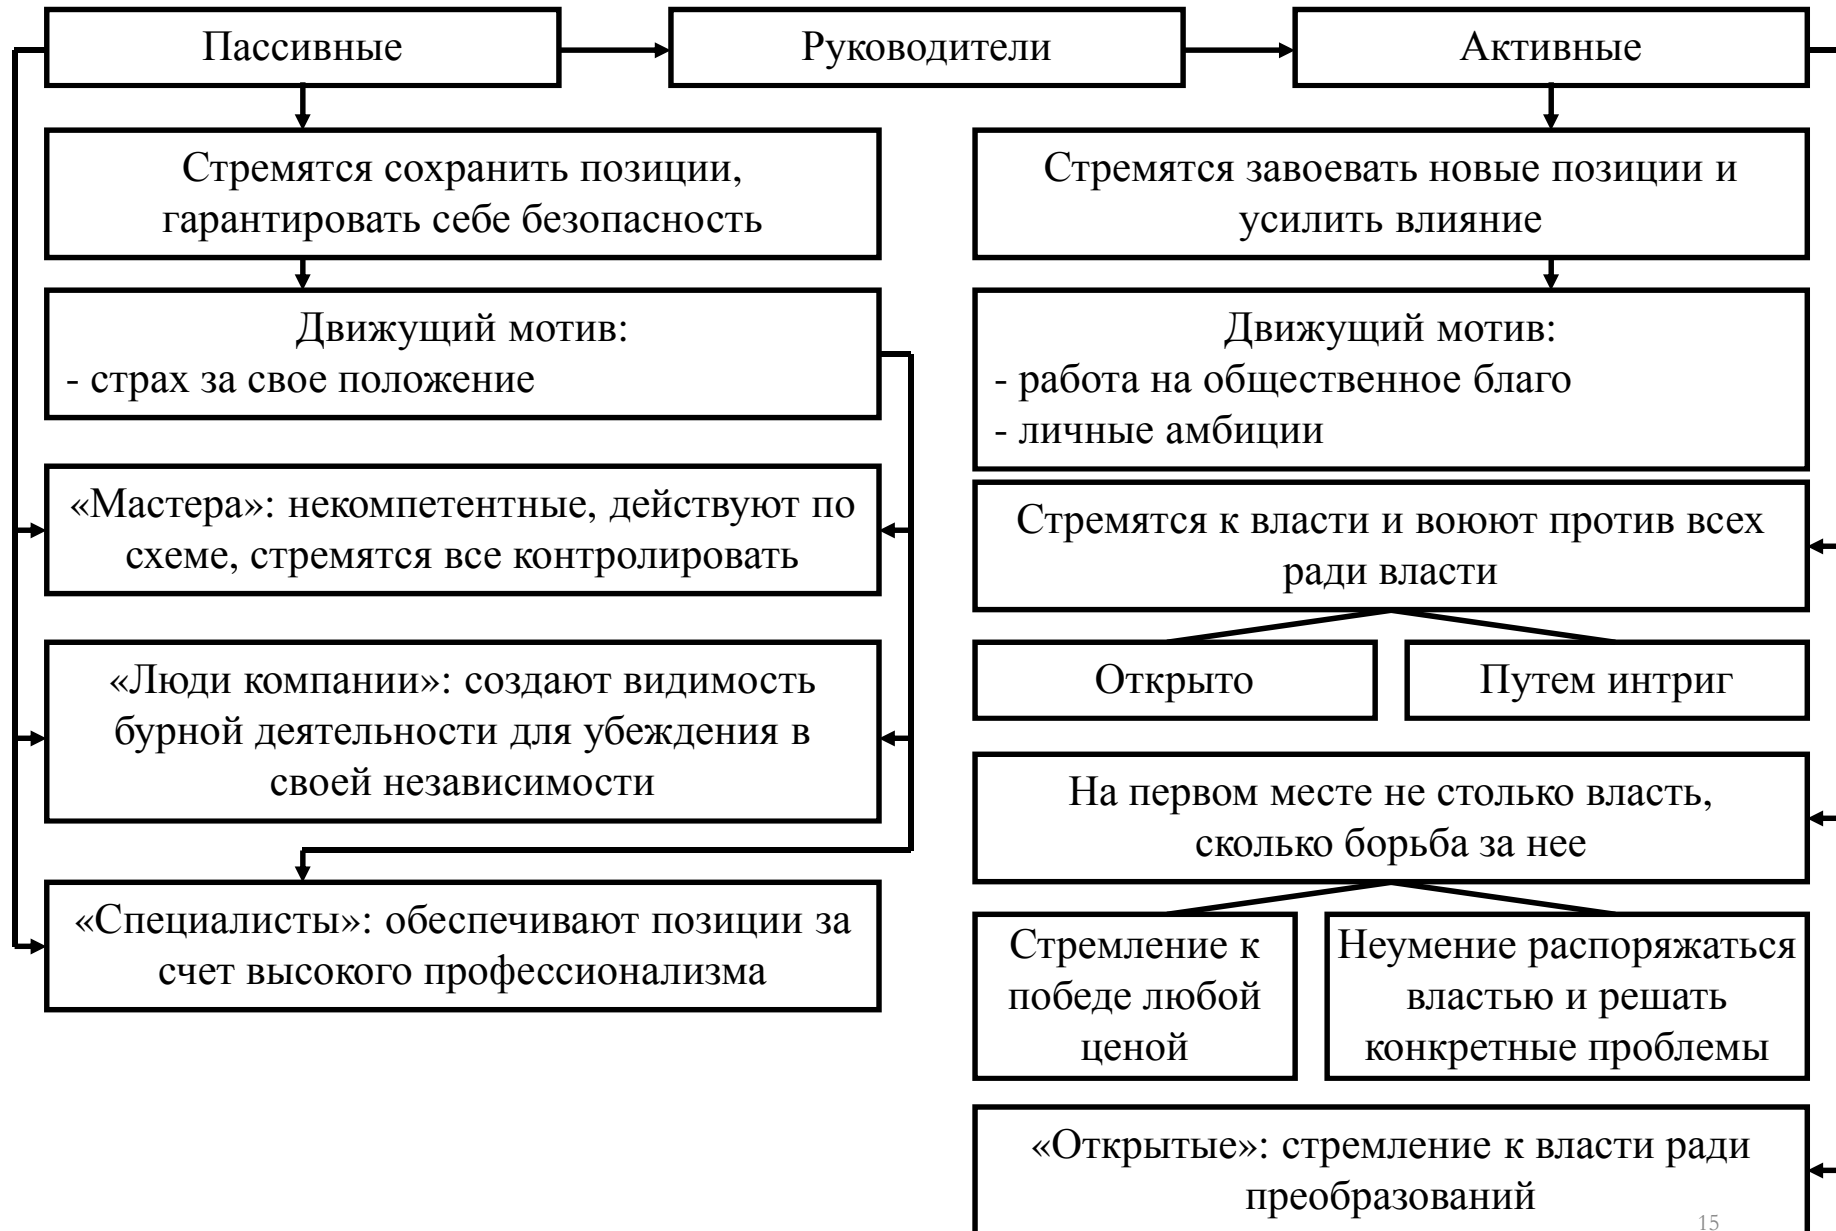 Пассивные
Руководители
Активные
Стремятся сохранить позиции,
гарантировать себе безопасность
Движущий мотив:
- страх за свое положение
«Мастера»: некомпетентные, действуют по
схеме, стремятся все контролировать
«Люди компании»: создают видимость
бурной деятельности для убеждения в
своей независимости
«Специалисты»: обеспечивают позиции за
счет высокого профессионализма
Стремятся завоевать новые позиции и
усилить влияние
Движущий мотив:
- работа на общественное благо
- личные амбиции
Стремятся к власти и воюют против всех
ради власти
Открыто
Путем интриг
На первом месте не столько власть,
сколько борьба за нее
Стремление к
победе любой
ценой
Неумение распоряжаться
властью и решать
конкретные проблемы
«Открытые»: стремление к власти ради
преобразований
15